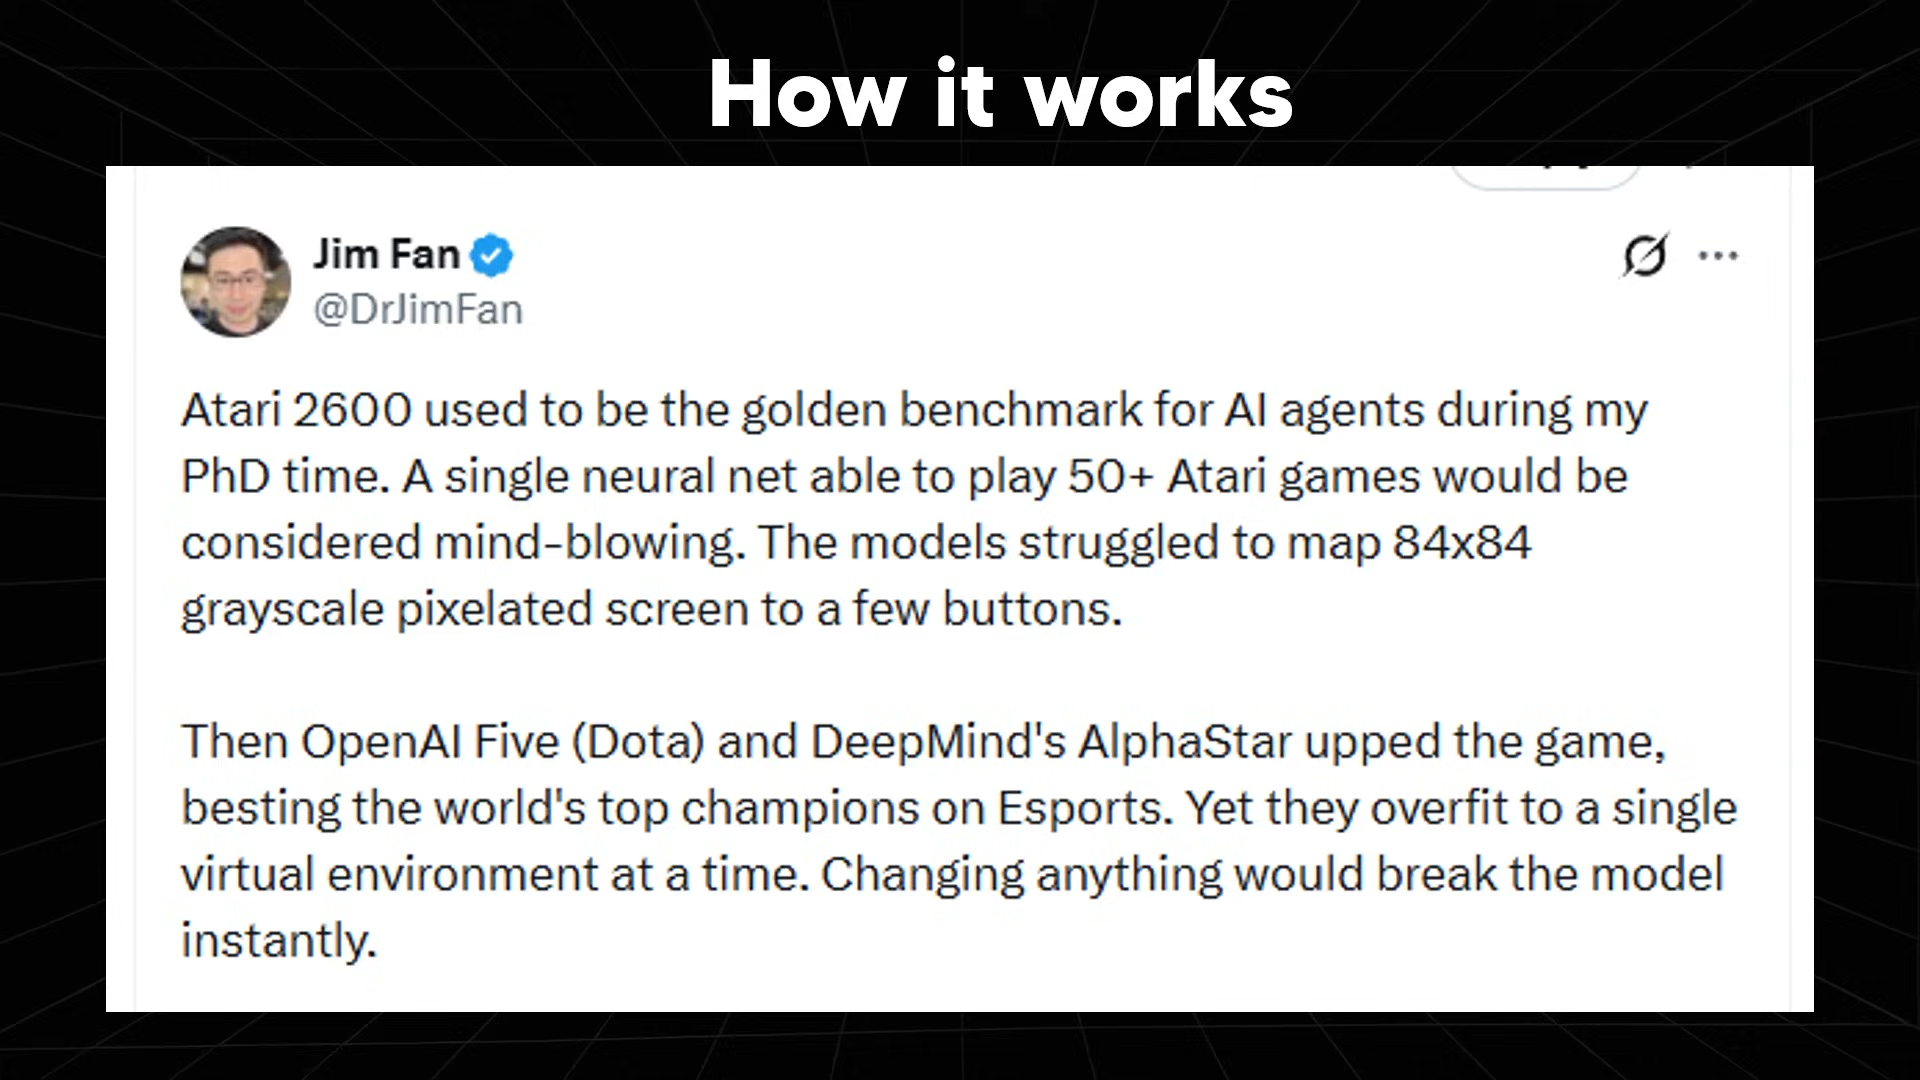 How it works
Jim Fan
@DrJimFan
Atari 2600 used to be the golden benchmark for AI agents during my
PhD time. A single neural net able to play 50+ Atari games would be
considered mind-blowing. The models struggled to map 84x84
grayscale pixelated screen to a few buttons.
Then OpenAI Five (Dota) and DeepMind's AlphaStar upped the game,
besting the world's top champions on Esports. Yet they overfit to a single
virtual environment at a time. Changing anything would break the model
instantly.